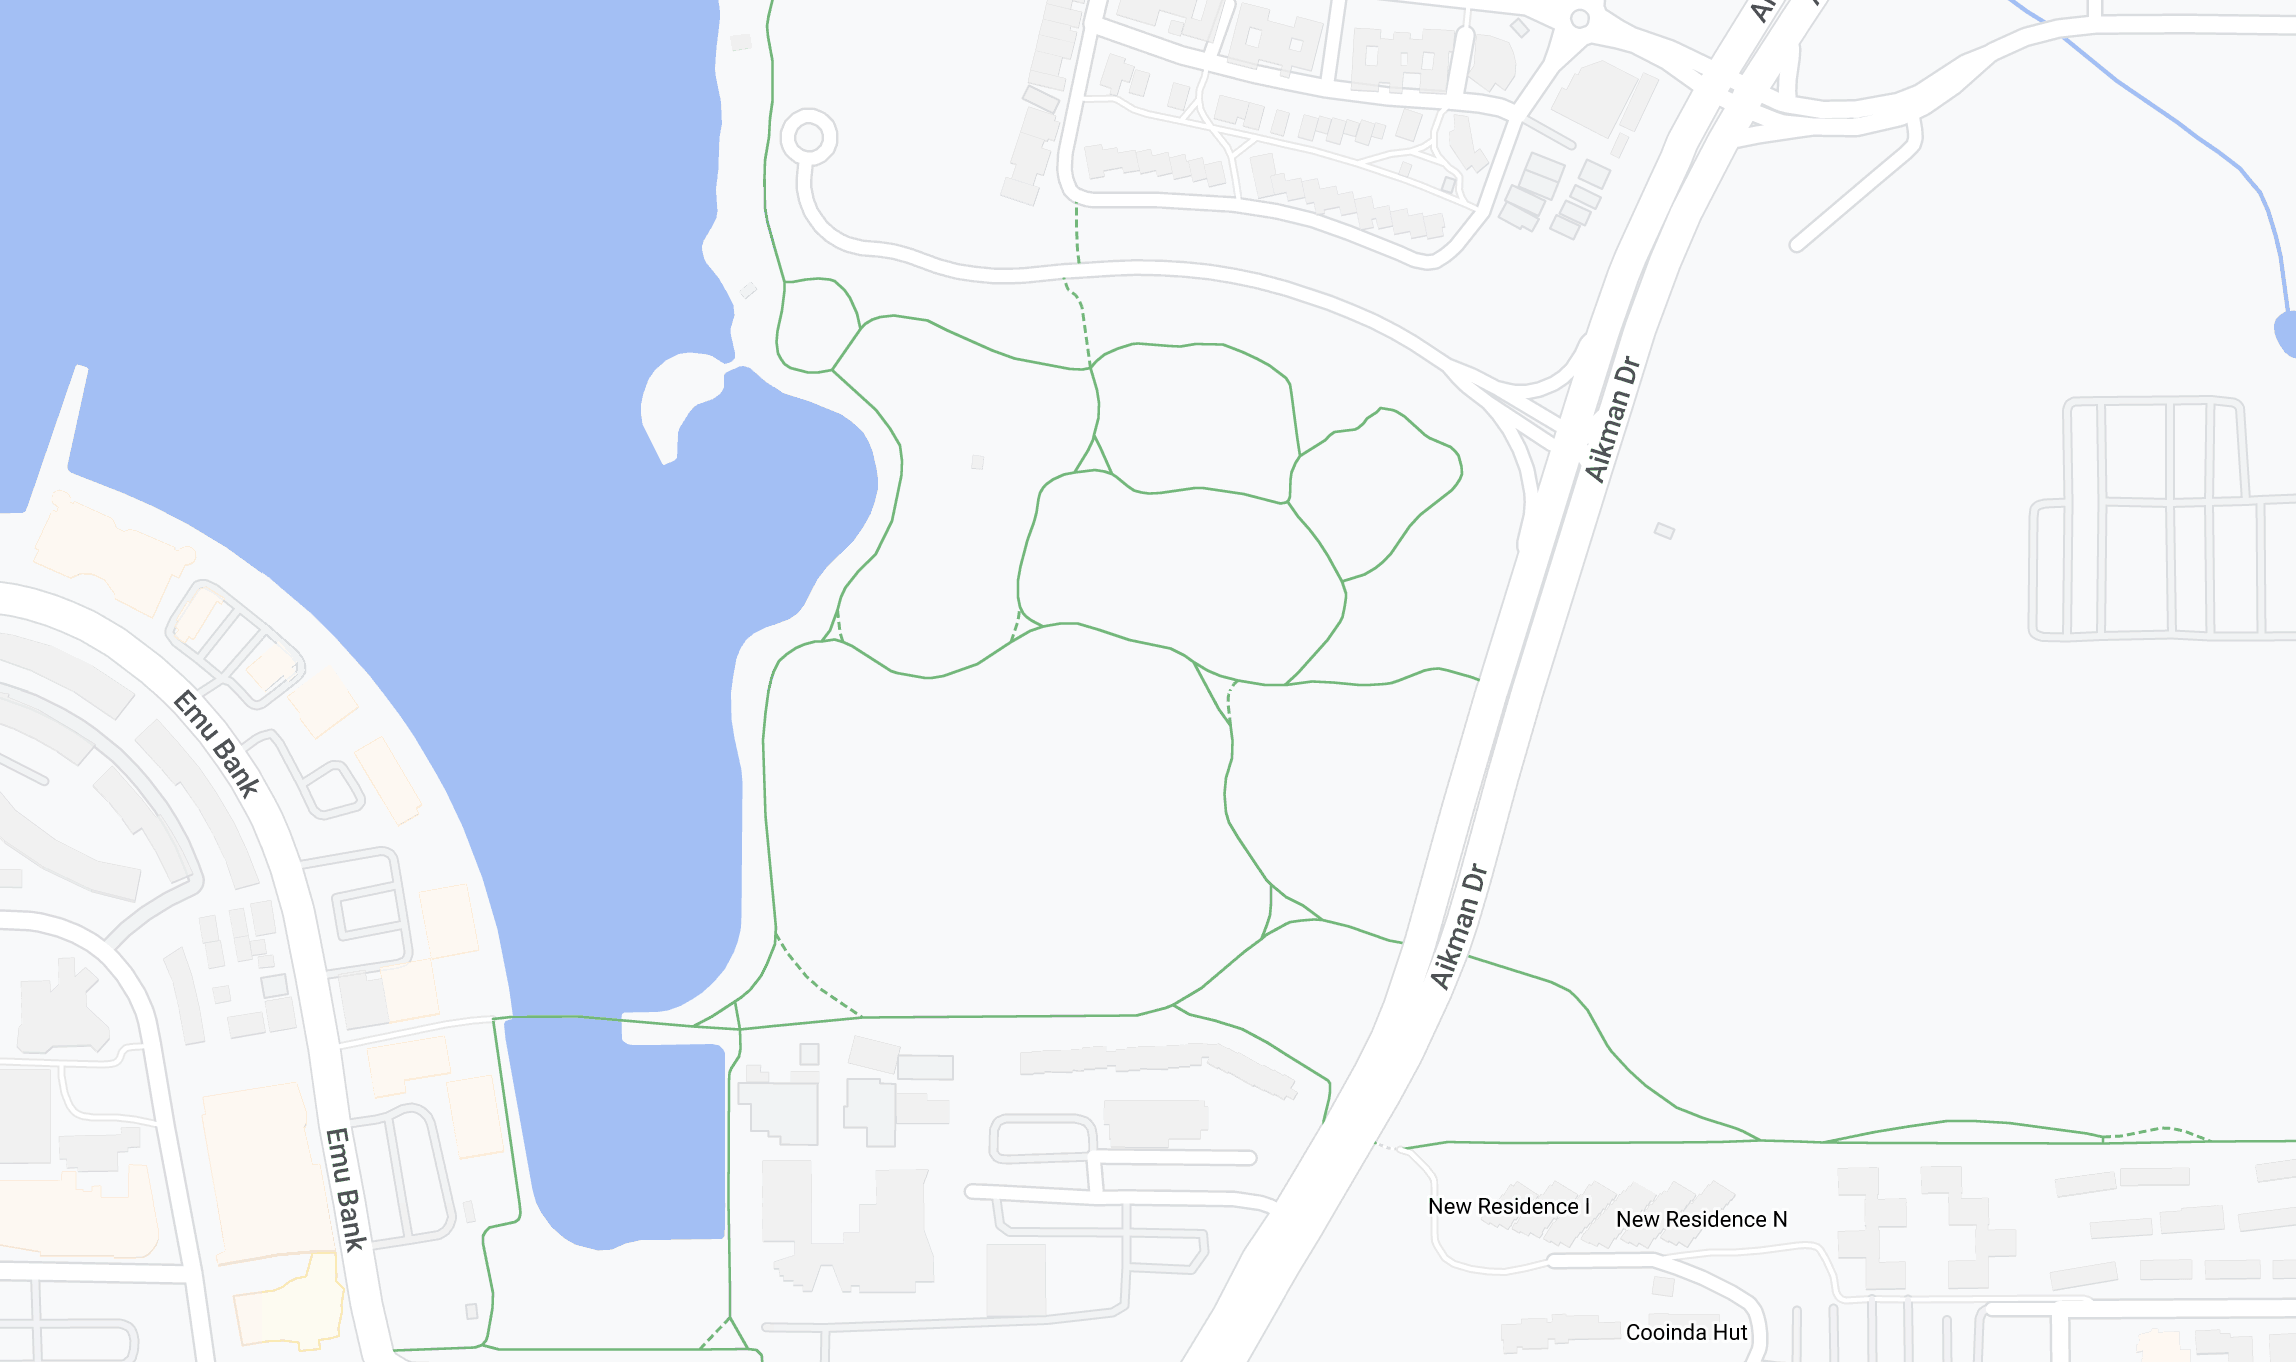 Aikman Dr
Emu Bank
Aikman Dr
Emu Bank
New Residence I
New Residence N
Cooinda Hut